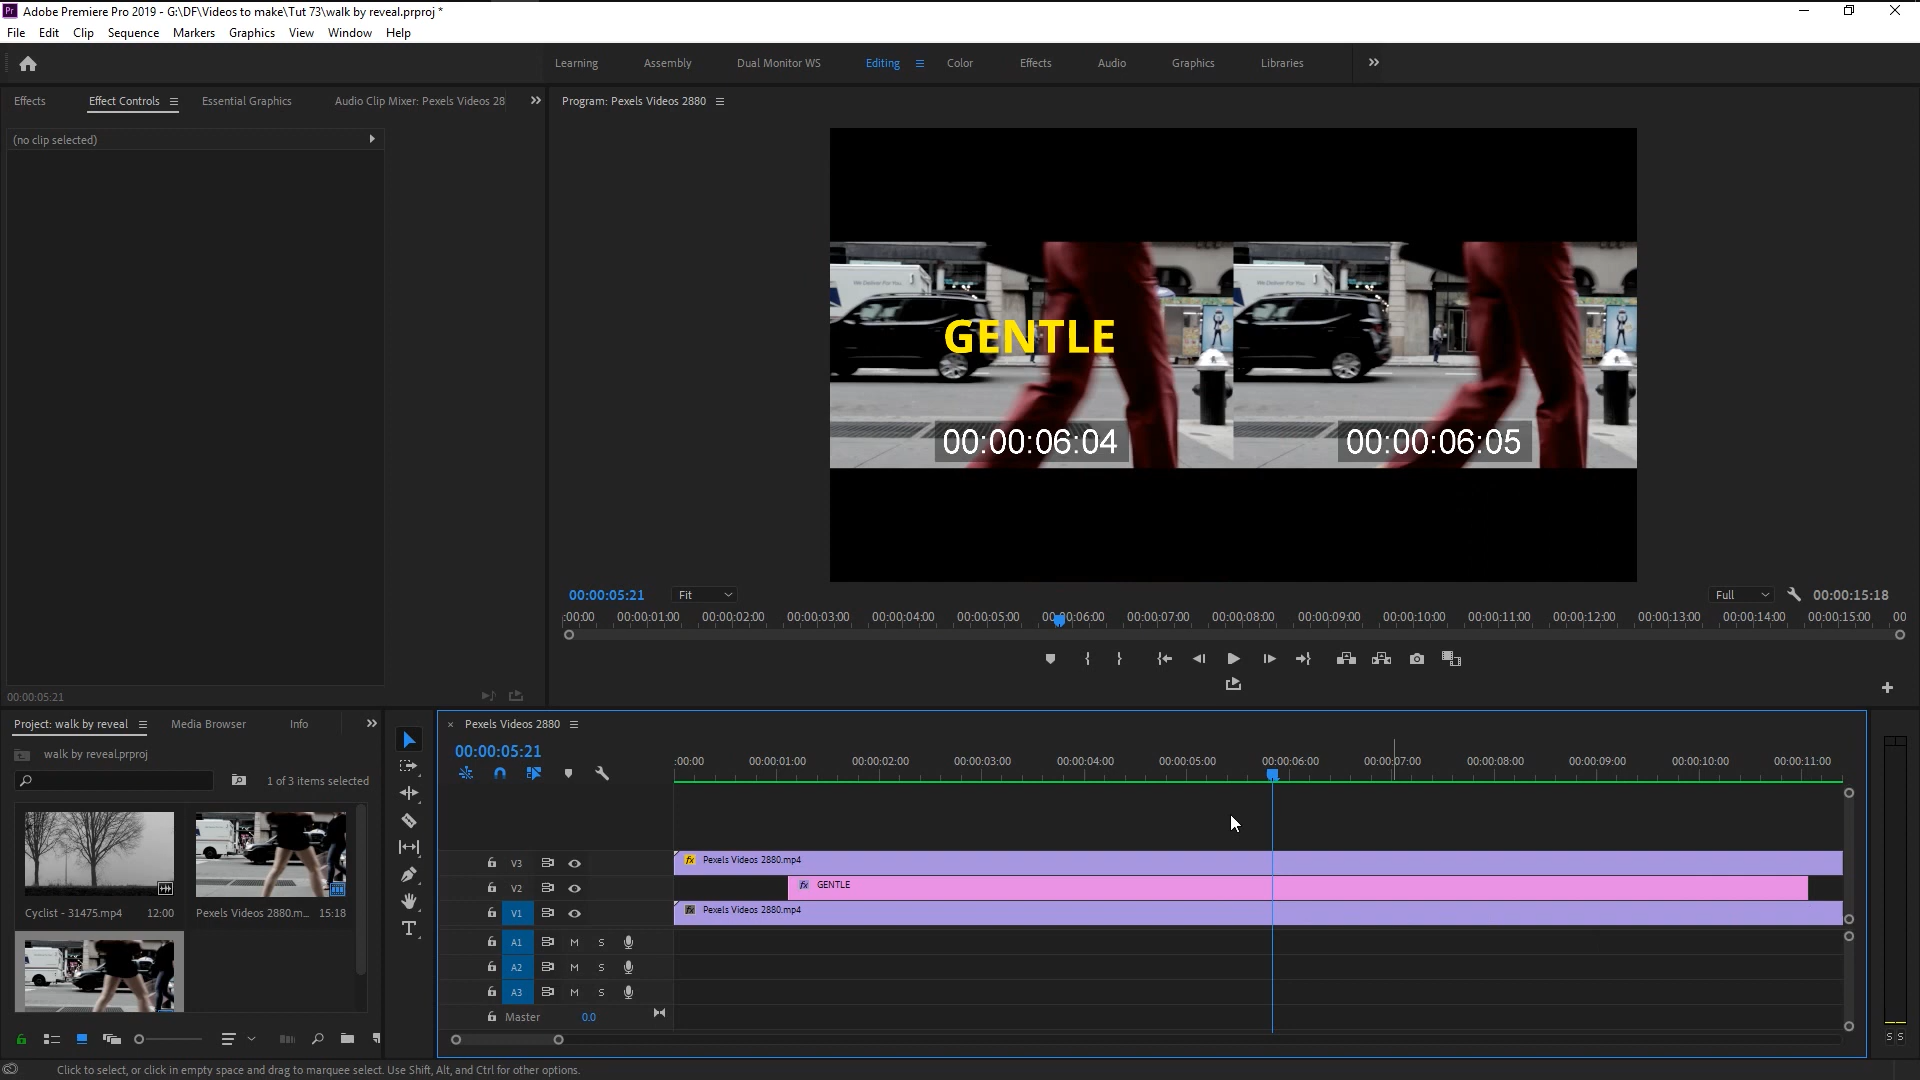 Pr Adobe Premiere Pro 2019 - G:\DF\Videos to make\Tut 73\walk by reveal.prproj *
File Edit Clip Sequence Markers Graphics View Window Help
Learning Assembly Dual Monitor WS Editing Color Effects Audio Graphics Libraries
Effects Effect Controls Essential Graphics Audio Clip Mixer: Pexels Videos 28
Program: Pexels Videos 2880
(no clip selected)
We Deliver For You
We Deliver For You
GENTLE
00:00:06:04 00:00:06:05
00:00:05:21 Fit Full 00:00:15:18
:00:00 00:00:01:00 00:00:02:00 00:00:03:00 00:00:04:00 00:00:05:00 00:00:06:00 00:00:07:00 00:00:08:00 00:00:09:00 00:00:10:00 00:00:11:00 00:00:12:00 00:00:13:00 00:00:14:00 00:00:15:00 00
00:00:05:21
Project: walk by reveal Media Browser Info
walk by reveal.prproj
1 of 3 items selected
Cyclist - 31475.mp4 12:00
Pexels Videos 2880.m... 15:18
Pexels Videos 2880
00:00:05:21
:00:00 00:00:01:00 00:00:02:00 00:00:03:00 00:00:04:00 00:00:05:00 00:00:06:00 00:00:07:00 00:00:08:00 00:00:09:00 00:00:10:00 00:00:11:00
V3 fx Pexels Videos 2880.mp4
V2 fx GENTLE
V1 fx Pexels Videos 2880.mp4
A1 M S
A2 M S
A3 M S
Master 0.0
S S
Click to select, or click in empty space and drag to marquee select. Use Shift, Alt, and Ctrl for other options.